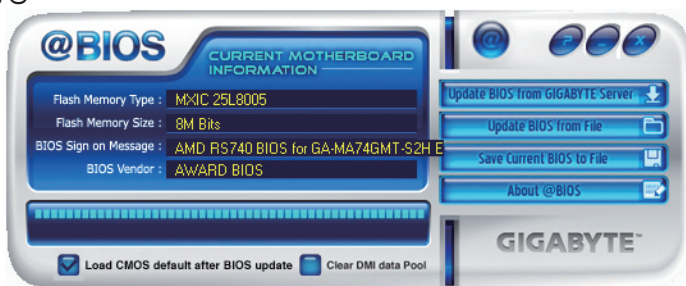 @BIOS
CURRENT MOTHERBOARD
INFORMATION
Flash Memory Type : MXIC 25L8005
Flash Memory Size : 8M Bits
BIOS Sign on Message : AMD RS740 BIOS for GA-MA74GMT-S2H E
BIOS Vendor : AWARD BIOS
Load CMOS default after BIOS update
Clear DMI data Pool
@
? - X
Update BIOS from GIGABYTE Server
Update BIOS from File
Save Current BIOS to File
About @BIOS
GIGABYTE™